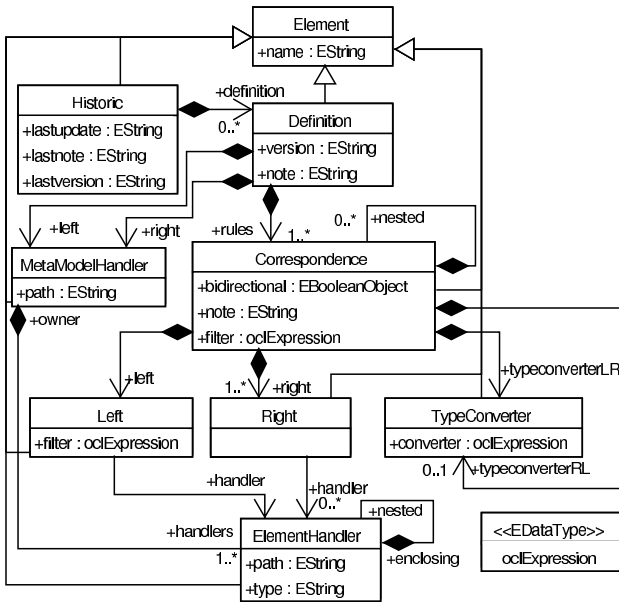 Element
+name : EString
Historic
+lastupdate : EString
+lastnote : EString
+lastversion : EString
+definition
0..*
Definition
+version : EString
+note : EString
+left
+right
+rules
1..*
0..*
+nested
MetaModelHandler
+path : EString
+owner
Correspondence
+bidirectional : EBooleanObject
+note : EString
+filter : oclExpression
+left
1..*
+right
+typeconverterLR
Left
+filter : oclExpression
Right
TypeConverter
+converter : oclExpression
0..1
+typeconverterRL
+handler
+handler
0..*
+nested
+handlers
1..*
ElementHandler
+path : EString
+type : EString
+enclosing
<<EDataType>>
oclExpression